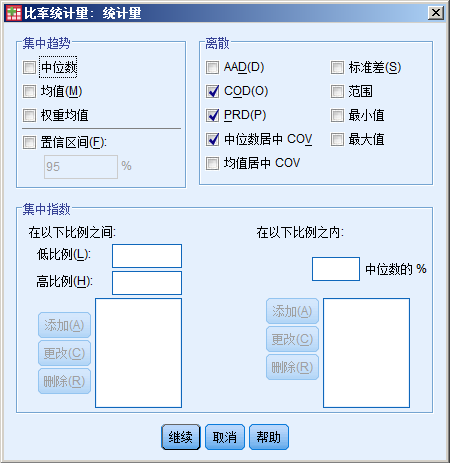 比率统计量: 统计量
集中趋势
中位数
均值(M)
权重均值
置信区间(F):
95 %
离散
AAD(D)
COD(O)
PRD(P)
中位数居中 COV
均值居中 COV
标准差(S)
范围
最小值
最大值
集中指数
在以下比例之间:
低比例(L):
高比例(H):
添加(A)
更改(C)
删除(R)
在以下比例之内:
中位数的 %
添加(A)
更改(C)
删除(R)
继续 取消 帮助